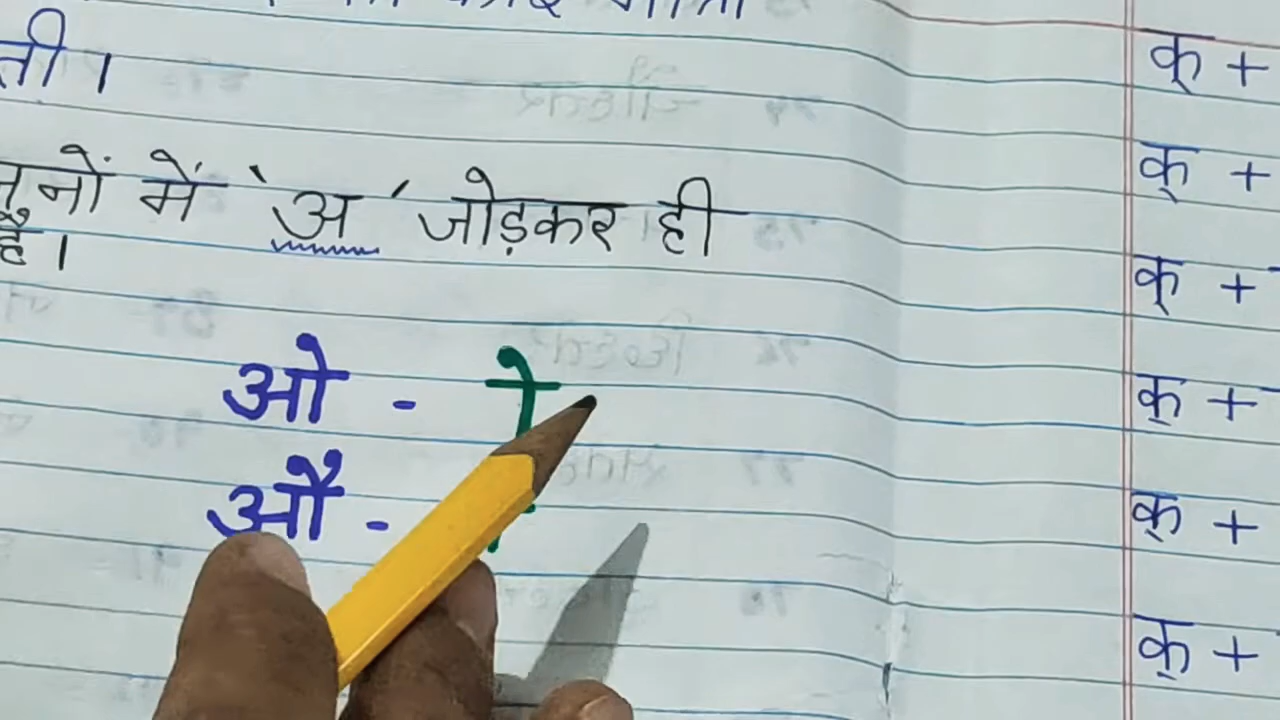 ती।
में 'अ' जोड़कर ही
है।
ओ - ो
औ -
क् +
क् +
क् +
क् +
क् +
क् +